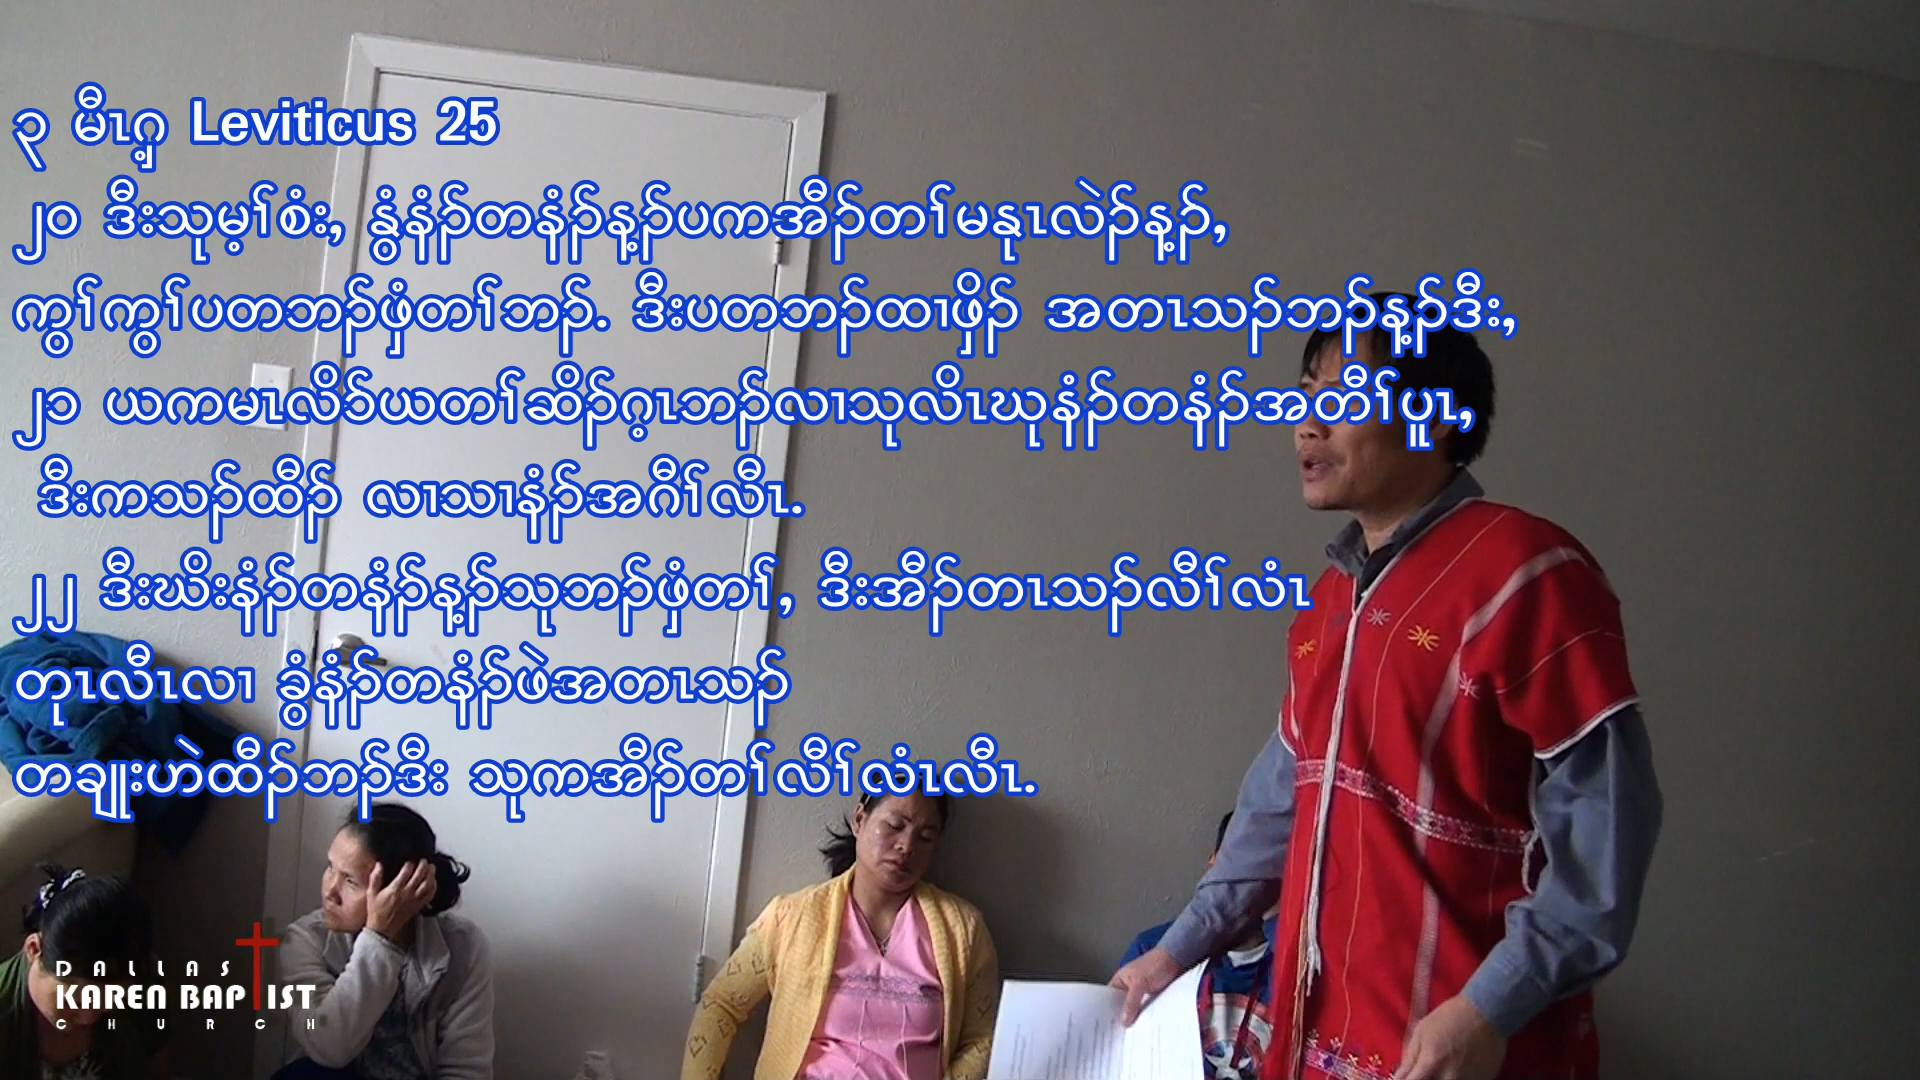 ၃ မီၤၡ့ Leviticus 25
၂၀ ဒီးသုမ့ၢ်စံး, နွံနံၣ်တနံၣ်န့ၣ်ပကအီၣ်တၢ်မနုၤလဲၣ်န့ၣ်,
ကွၢ်ကွၢ်ပတဘၣ်ဖှံတၢ်ဘၣ်. ဒီးပတဘၣ်ထၢဖှိၣ် အတၤသၣ်ဘၣ်န့ၣ်ဒီး,
၂၁ ယကမၤလိာ်ယတၢ်ဆိၣ်ဂ့ၤဘၣ်လၢသုလိၤဃုနံၣ်တနံၣ်အတီၢ်ပူၤ,
ဒီးကသၣ်ထီၣ် လၢသၢနံၣ်အဂီၢ်လီၤ.
၂၂ ဒီးဃိးနံၣ်တနံၣ်န့ၣ်သုဘၣ်ဖှံတၢ်, ဒီးအီၣ်တၤသၣ်လီၢ်လံၤ
တုၤလီၤလၢ ခွံနံၣ်တနံၣ်ဖဲအတၤသၣ်
တချုးဟဲထီၣ်ဘၣ်ဒီး သုကအီၣ်တၢ်လီၢ်လံၤလီၤ.
DALLAS
KAREN BAPTIST
CHURCH